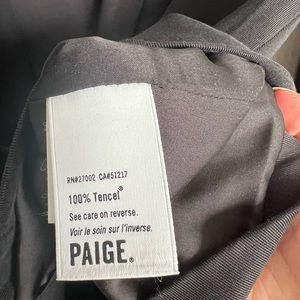 RN#27002 CA#51217
100% Tencel®
See care on reverse.
Voir le soin sur l'inverse.
PAIGE®